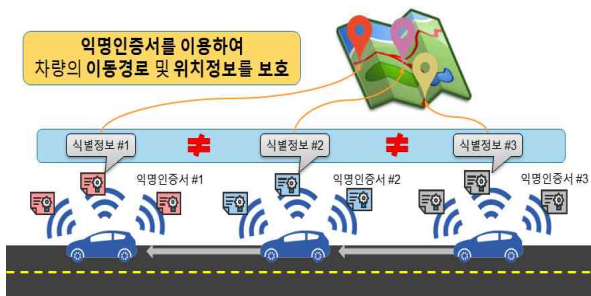 익명인증서를 이용하여
차량의 이동경로 및 위치정보를 보호
식별정보 #1
≠
식별정보 #2
≠
식별정보 #3
익명인증서 #1
익명인증서 #2
익명인증서 #3